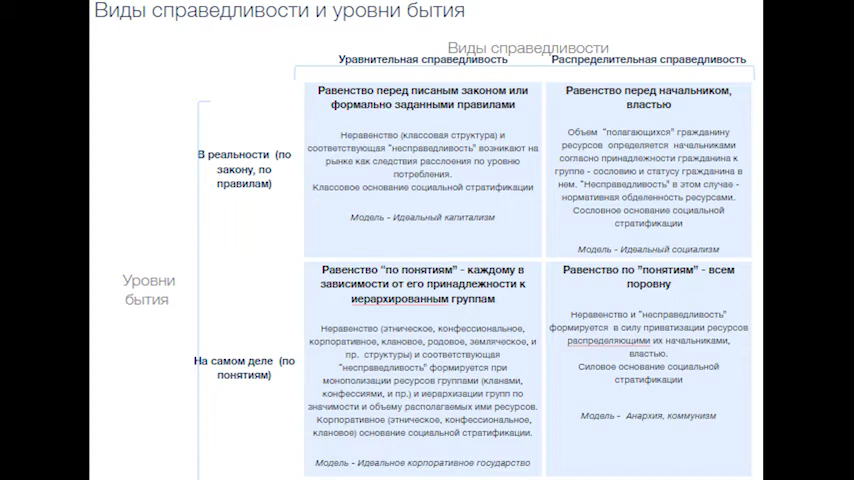 Виды справедливости и уровни бытия
Виды справедливости
Уравнительная справедливость
Распределительная справедливость
Уровни
бытия
В реальности (по
закону, по
правилам)
Равенство перед писаным законом или
формально заданными правилами
Неравенство (классовая структура) и
соответствующая "несправедливость" возникают на
рынке как следствия расслоения по уровню
потребления.
Классовое основание социальной стратификации
Модель - Идеальный капитализм
Равенство перед начальником,
властью
Объем "полагающихся" гражданину
ресурсов определяется начальниками
согласно принадлежности гражданина к
группе - сословию и статусу гражданина в
нем. "Несправедливость" в этом случае -
нормативная обделенность ресурсами.
Сословное основание социальной
стратификации
Модель - Идеальный социализм
На самом деле (по
понятиям)
Равенство "по понятиям" - каждому в
зависимости от его принадлежности к
иерархированным группам
Неравенство (этническое, конфессиональное,
корпоративное, клановое, родовое, земляческое, и
пр. структуры) и соответствующая
"несправедливость" формируется при
монополизации ресурсов группами (кланами,
конфессиями, и пр.) и иерархизации групп по
значимости и объему располагаемых ими ресурсов.
Корпоративное (этническое, конфессиональное,
клановое) основание социальной стратификации.
Модель - Идеальное корпоративное государство
Равенство по "понятиям" - всем
поровну
Неравенство и "несправедливость"
формируется в силу приватизации ресурсов
распределяющими их начальниками,
властью.
Силовое основание социальной
стратификации
Модель - Анархия, коммунизм